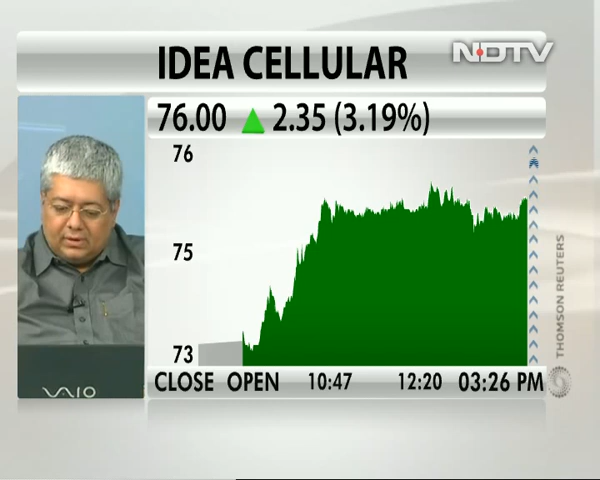 IDEA CELLULAR
NDTV
76.00 ▲ 2.35 (3.19%)
76
75
73
CLOSE OPEN 10:47 12:20 03:26 PM
THOMSON REUTERS
VAIO